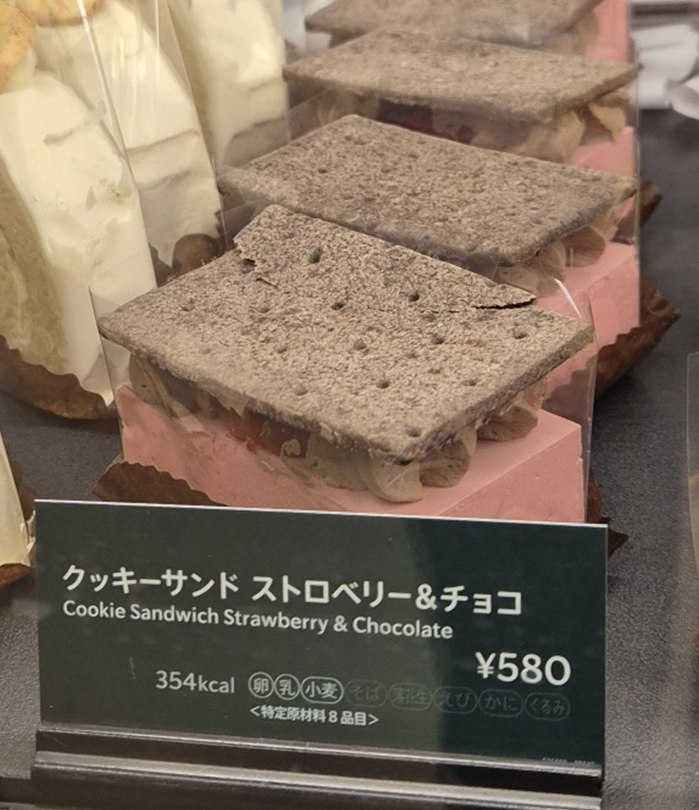 クッキーサンド ストロベリー&チョコ
Cookie Sandwich Strawberry & Chocolate
¥580
354kcal 卵 乳 小麦 そば 落花生 えび かに くるみ
<特定原材料8品目>